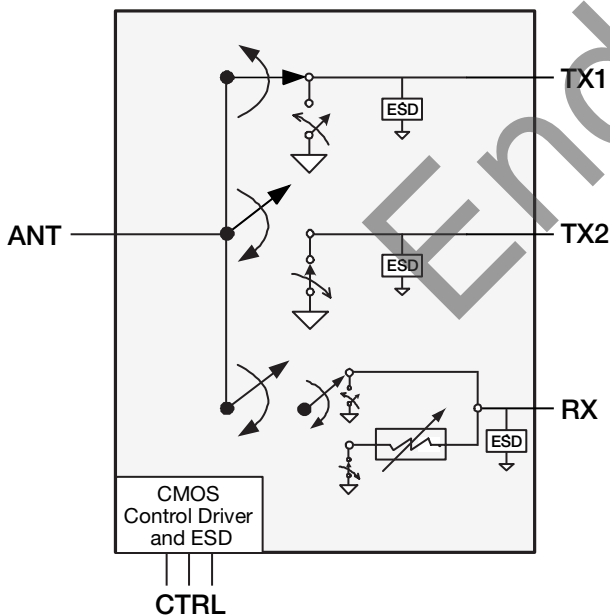 TX1
ESD
ANT
TX2
ESD
RX
ESD
CMOS
Control Driver
and ESD
CTRL
End